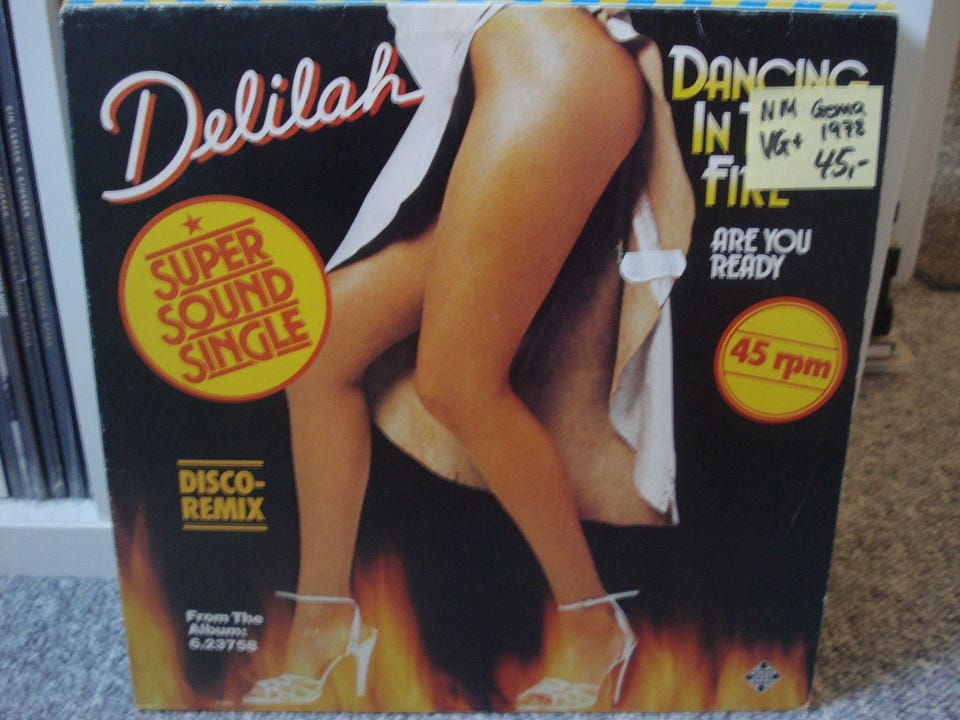 Delilah
DANCING
IN
FIRE
NM Gema
VG+ 1978
45,-
ARE YOU
READY
SUPER
SOUND
SINGLE
45 rpm
DISCO-
REMIX
From The
Album:
6.23758